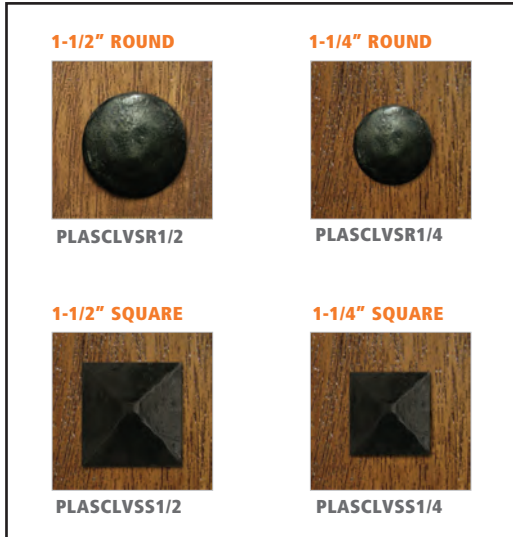 1-1/2” ROUND
1-1/4” ROUND
PLASCLVSR1/2
PLASCLVSR1/4
1-1/2” SQUARE
1-1/4” SQUARE
PLASCLVSS1/2
PLASCLVSS1/4